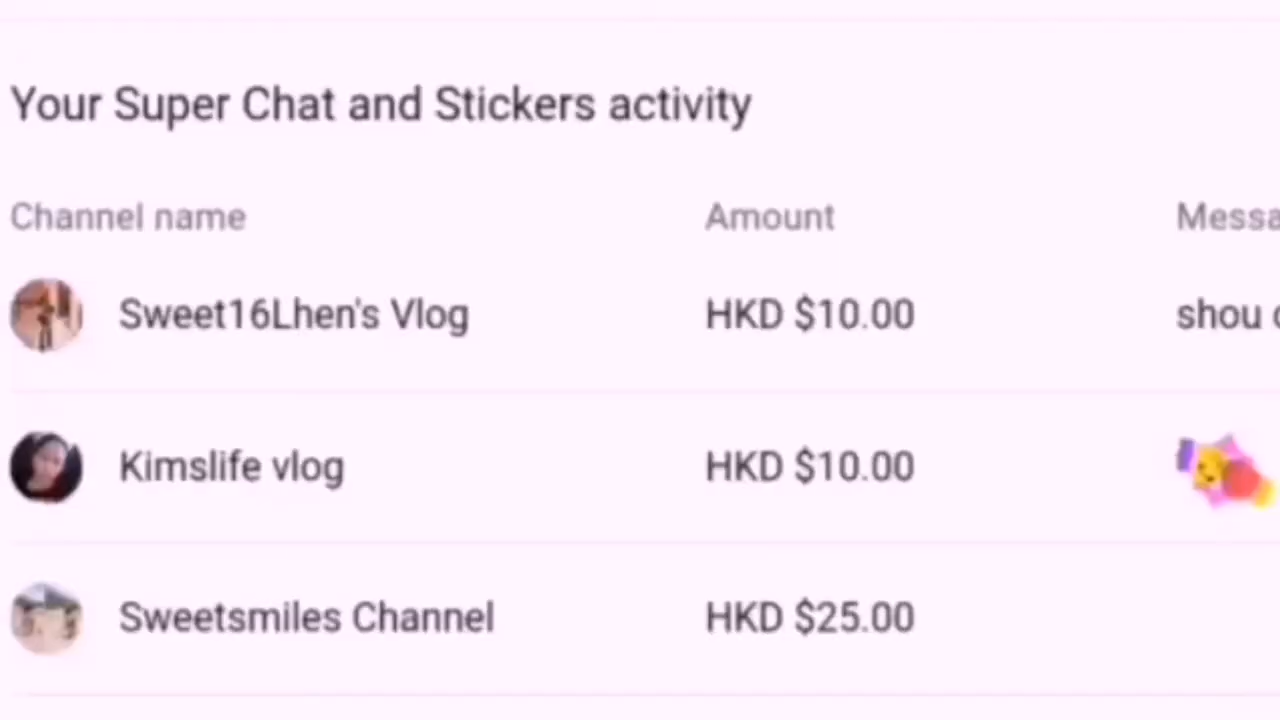 Your Super Chat and Stickers activity
Channel name Amount Messa
Sweet16Lhen's Vlog HKD $10.00 shou
Kimslife vlog HKD $10.00
Sweetsmiles Channel HKD $25.00